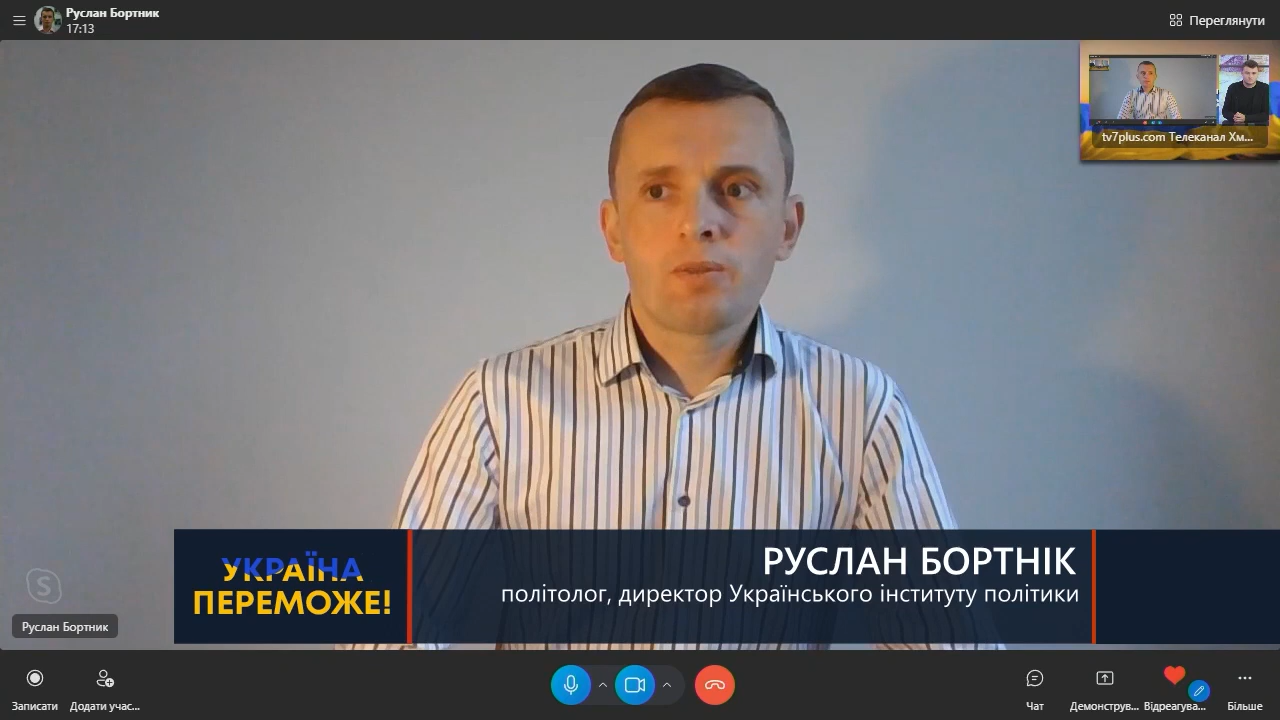 Руслан Бортник
17:13
Переглянути
tv7plus.com Телеканал Хм...
УКРАЇНА
ПЕРЕМОЖЕ!
РУСЛАН БОРТНІК
політолог, директор Українського інституту політики
S
Руслан Бортник
Записати
Додати учас...
Чат
Демонструв...
Відреагува...
Більше